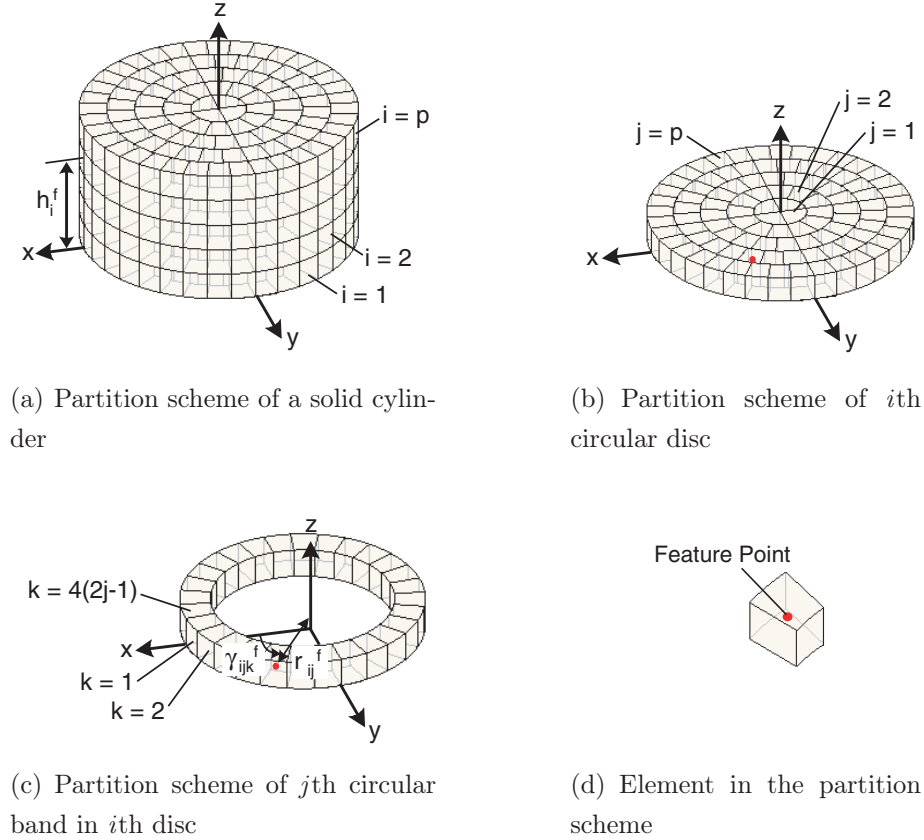 z
i = p
h_i^f
x
i = 2
i = 1
y
z
j = 2
j = 1
j = p
x
y
(a) Partition scheme of a solid cylin-
der
(b) Partition scheme of ith
circular disc
z
k = 4(2j-1)
x
γ_ijk^f
r_ij^f
k = 1
k = 2
y
Feature Point
(c) Partition scheme of jth circular
band in ith disc
(d) Element in the partition
scheme